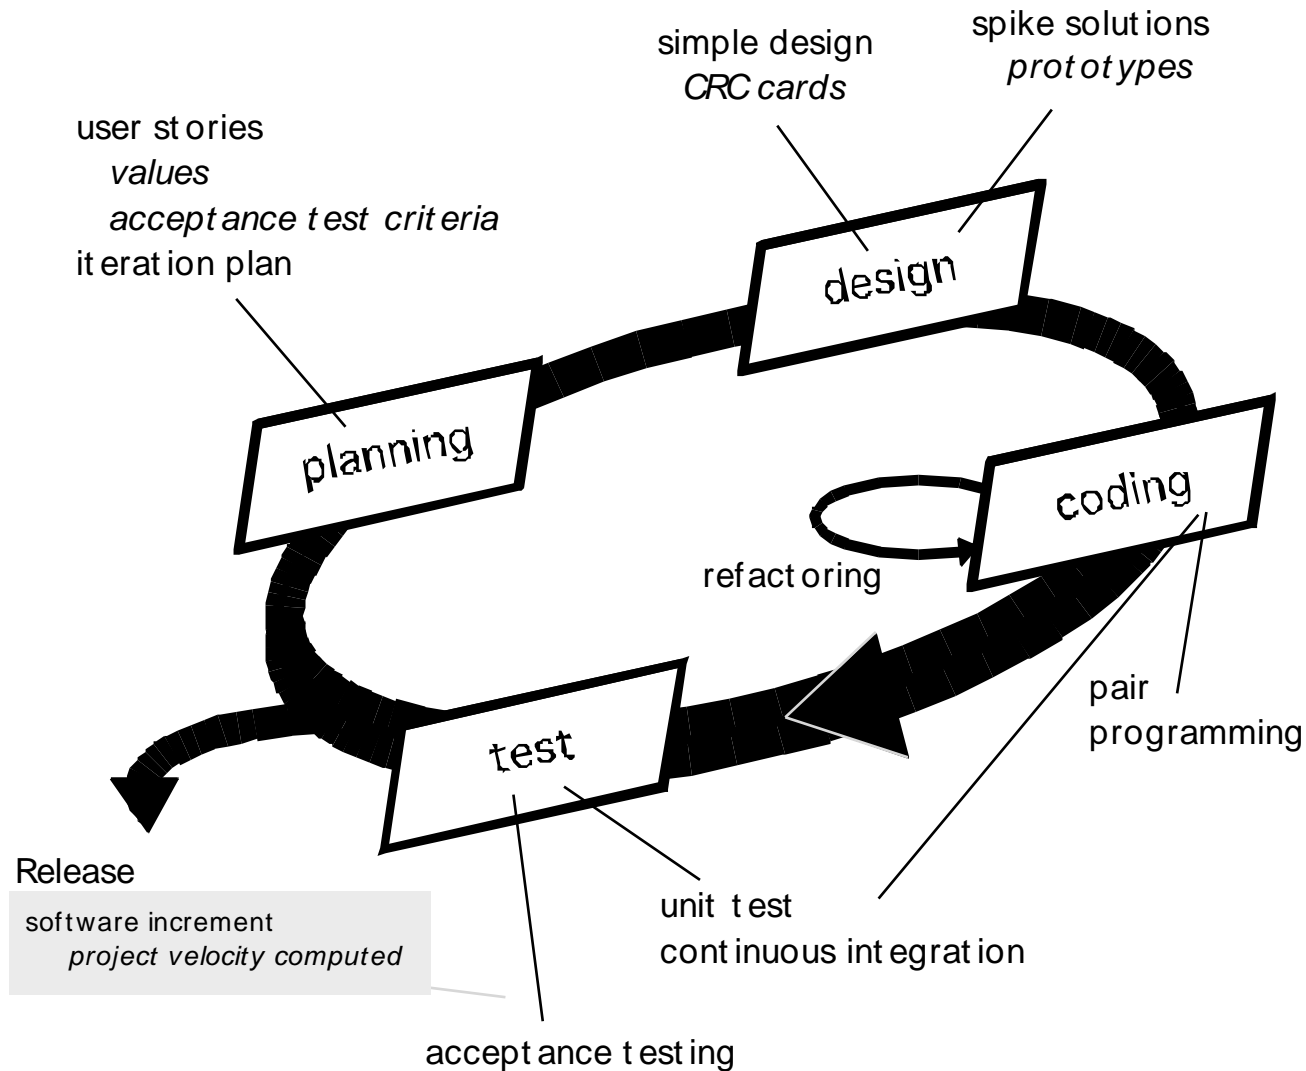 simple design
CRC cards
spike solutions
prototypes
user stories
values
acceptance test criteria
iteration plan
design
planning
coding
refactoring
pair
programming
test
Release
software increment
project velocity computed
unit test
continuous integration
acceptance testing